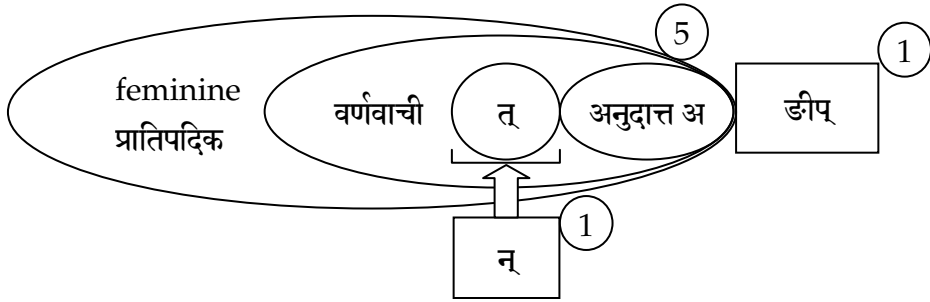 5
1
feminine
प्रातिपदिक
वर्णवाची
त्
अनुदात्त अ
ङीप्
1
न्